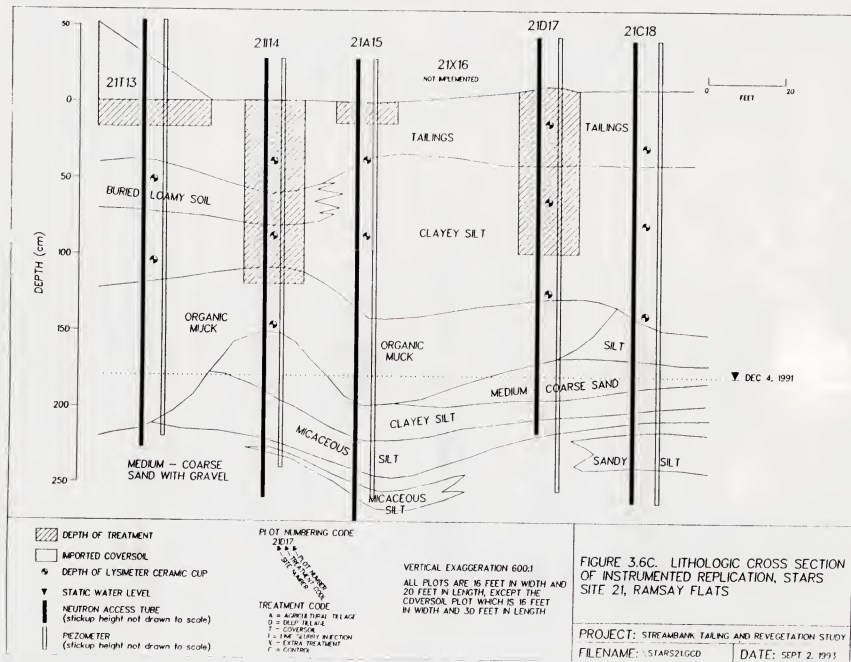 50
0
50
100
150
200
250
DEPTH (cm)
21T13
21I14
21A15
21X16
NOT IMPLEMENTED
21D17
21C18
0 20
FEET
TAILINGS
TAILINGS
BURIED LOAMY SOIL
CLAYEY SILT
ORGANIC
MUCK
ORGANIC
MUCK
SILT
MEDIUM COARSE SAND
DEC 4, 1991
CLAYEY SILT
MICACEOUS SILT
SANDY SILT
MEDIUM - COARSE
SAND WITH GRAVEL
MICACEOUS
SILT
DEPTH OF TREATMENT
IMPORTED COVERSOIL
DEPTH OF LYSIMETER CERAMIC CUP
STATIC WATER LEVEL
NEUTRON ACCESS TUBE
(stickup height not drawn to scale)
PIEZOMETER
(stickup height not drawn to scale)
PLOT NUMBERING CODE
21D17
PLOT NUMBER
TREATMENT CODE
SITE NUMBER CODE
TREATMENT CODE
A = AGRICULTURAL TILLAGE
D = DEEP TILLAGE
T = COVERSOIL
I = LIME SLURRY INJECTION
X = EXTRA TREATMENT
C = CONTROL
VERTICAL EXAGGERATION 600:1
ALL PLOTS ARE 16 FEET IN WIDTH AND
20 FEET IN LENGTH, EXCEPT THE
COVERSOIL PLOT WHICH IS 16 FEET
IN WIDTH AND 30 FEET IN LENGTH
FIGURE 3.6C. LITHOLOGIC CROSS SECTION
OF INSTRUMENTED REPLICATION, STARS
SITE 21, RAMSAY FLATS
PROJECT: STREAMBANK TAILING AND REVEGETATION STUDY
FILENAME: \STARS21.GCD
DATE: SEPT 2, 1993